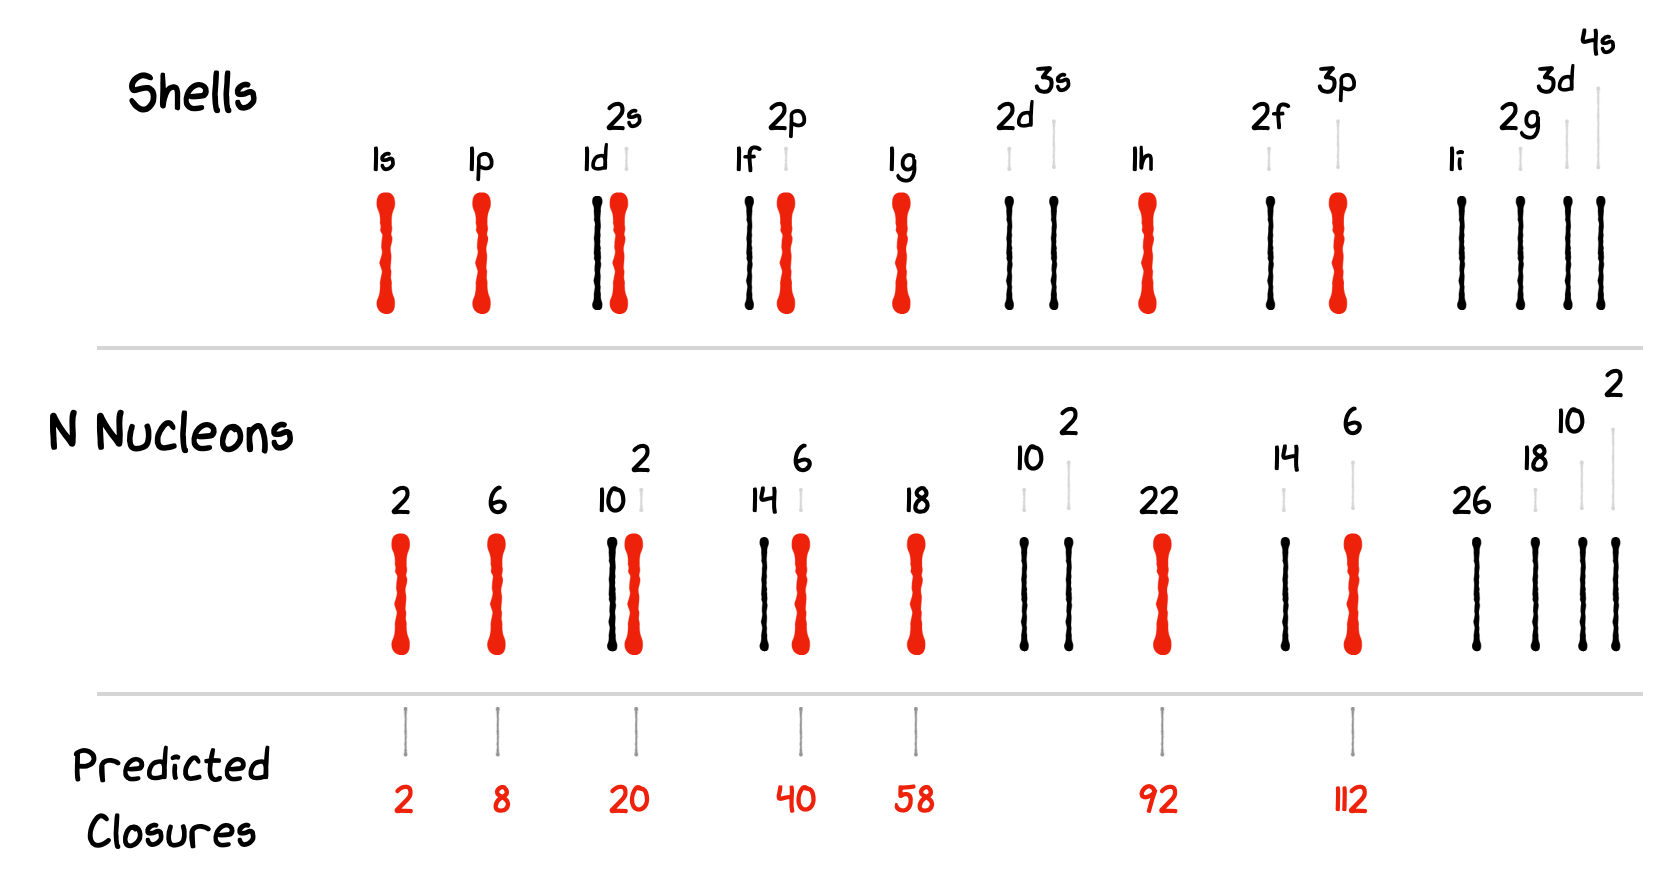 4s
3s 3p 3d
Shells 2s 2p 2d 2f 2g
1s 1p 1d 1f 1g 1h 1i
2
2 6 10
N Nucleons 2 6 10 14 18
2 6 10 14 18 22 26
Predicted
2 8 20 40 58 92 112
Closures